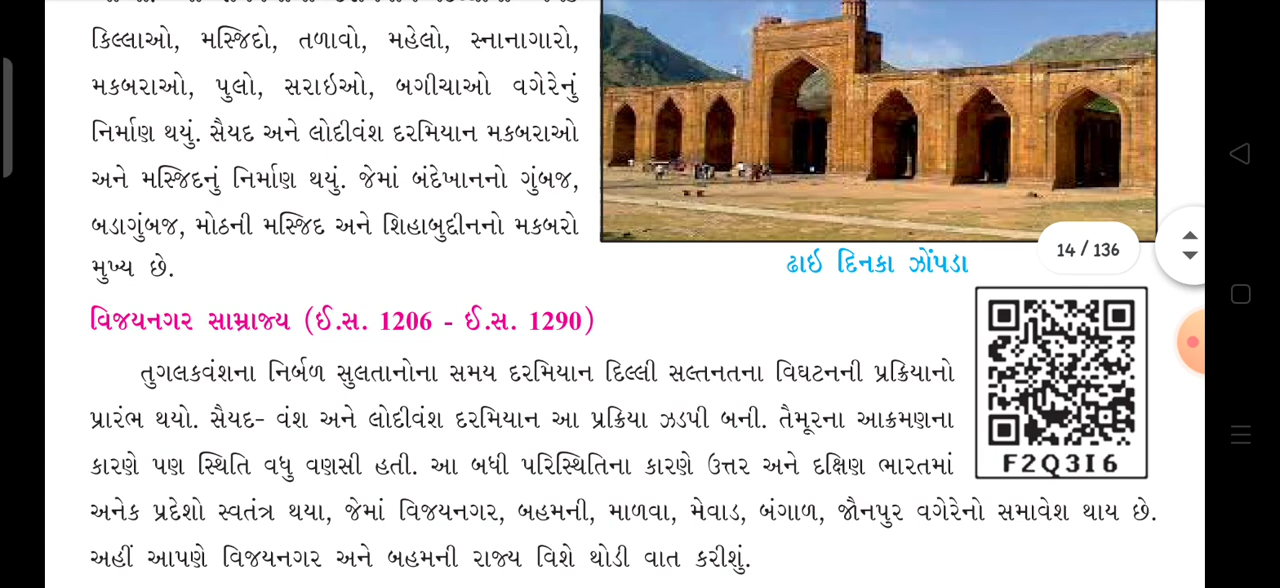 કિલ્લાઓ, મસ્જિદો, તળાવો, મહેલો, સ્નાનાગારો,
મકબરાઓ, પુલો, સરાઇઓ, બગીચાઓ વગેરેનું
નિર્માણ થયું. સૈયદ અને લોદીવંશ દરમિયાન મકબરાઓ
અને મસ્જિદનું નિર્માણ થયું. જેમાં બંદેખાનનો ગુંબજ,
બડાગુંબજ, મોઠની મસ્જિદ અને શિહાબુદ્દીનનો મકબરો
મુખ્ય છે.
ઢાઇ દિનકા ઝોંપડા
14 / 136
વિજયનગર સામ્રાજ્ય (ઈ.સ. 1206 - ઈ.સ. 1290)
તુગલકવંશના નિર્બળ સુલતાનોના સમય દરમિયાન દિલ્લી સલ્તનતના વિઘટનની પ્રક્રિયાનો
પ્રારંભ થયો. સૈયદ- વંશ અને લોદીવંશ દરમિયાન આ પ્રક્રિયા ઝડપી બની. તૈમૂરના આક્રમણના
કારણે પણ સ્થિતિ વધુ વણસી હતી. આ બધી પરિસ્થિતિના કારણે ઉત્તર અને દક્ષિણ ભારતમાં
F2Q3I6
અનેક પ્રદેશો સ્વતંત્ર થયા, જેમાં વિજયનગર, બહમની, માળવા, મેવાડ, બંગાળ, જૌનપુર વગેરેનો સમાવેશ થાય છે.
અહીં આપણે વિજયનગર અને બહમની રાજ્ય વિશે થોડી વાત કરીશું.